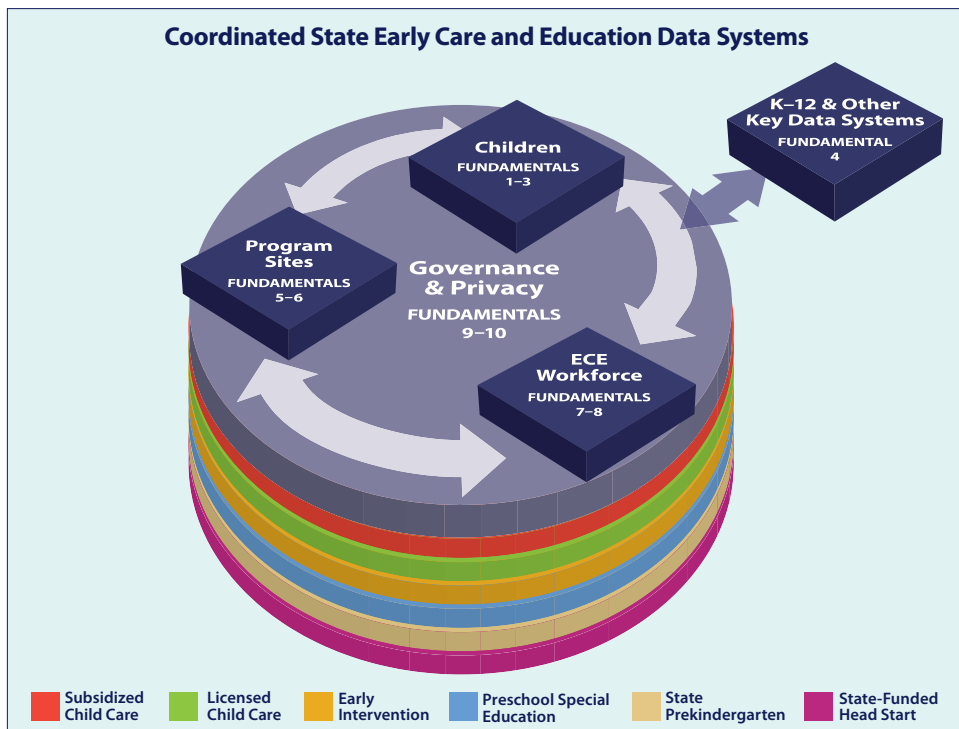 Coordinated State Early Care and Education Data Systems
K–12 & Other
Key Data Systems
FUNDAMENTAL
4
Children
FUNDAMENTALS
1–3
Program
Sites
FUNDAMENTALS
5–6
Governance
& Privacy
FUNDAMENTALS
9–10
ECE
Workforce
FUNDAMENTALS
7–8
Subsidized
Child Care
Licensed
Child Care
Early
Intervention
Preschool Special
Education
State
Prekindergarten
State-Funded
Head Start